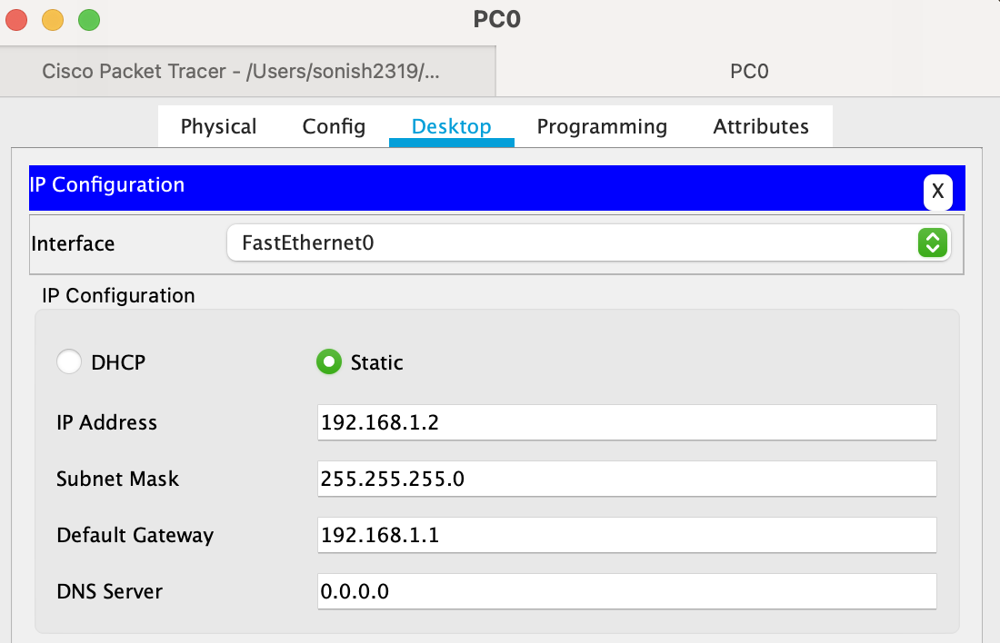 PC0
Cisco Packet Tracer - /Users/sonish2319/... PC0
Physical Config Desktop Programming Attributes
IP Configuration X
Interface FastEthernet0
IP Configuration
DHCP Static
IP Address 192.168.1.2
Subnet Mask 255.255.255.0
Default Gateway 192.168.1.1
DNS Server 0.0.0.0